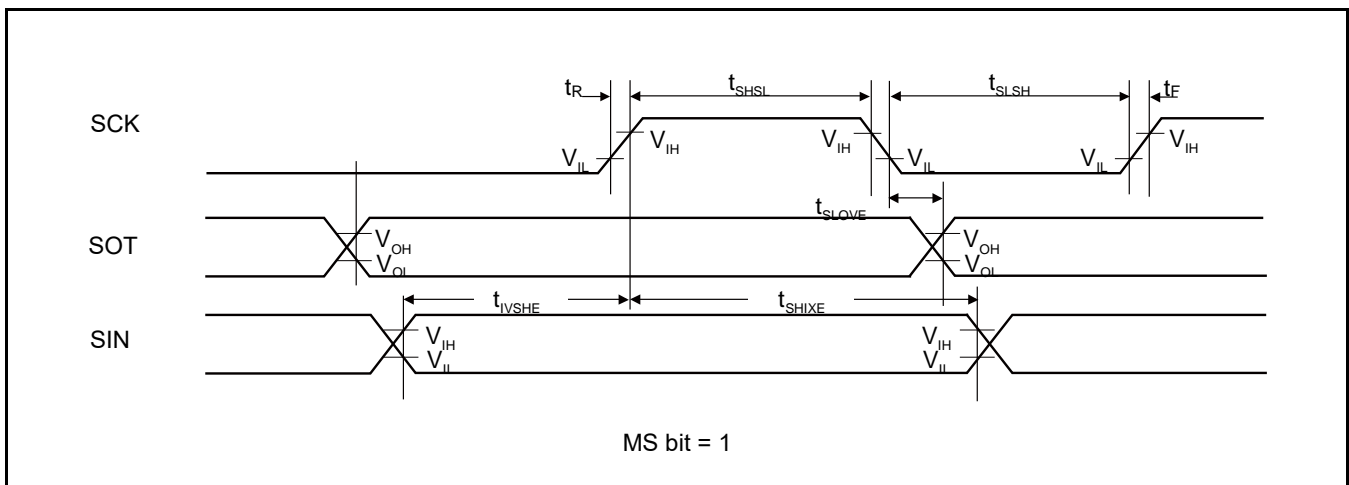 tR tSHSL tSLSH tF
SCK VIH VIH VIH
VIL VIL VIL
tSLOVE
SOT VOH VOH
VOL VOL
tIVSHE tSHIXE
SIN VIH VIH
VIL VIL
MS bit = 1